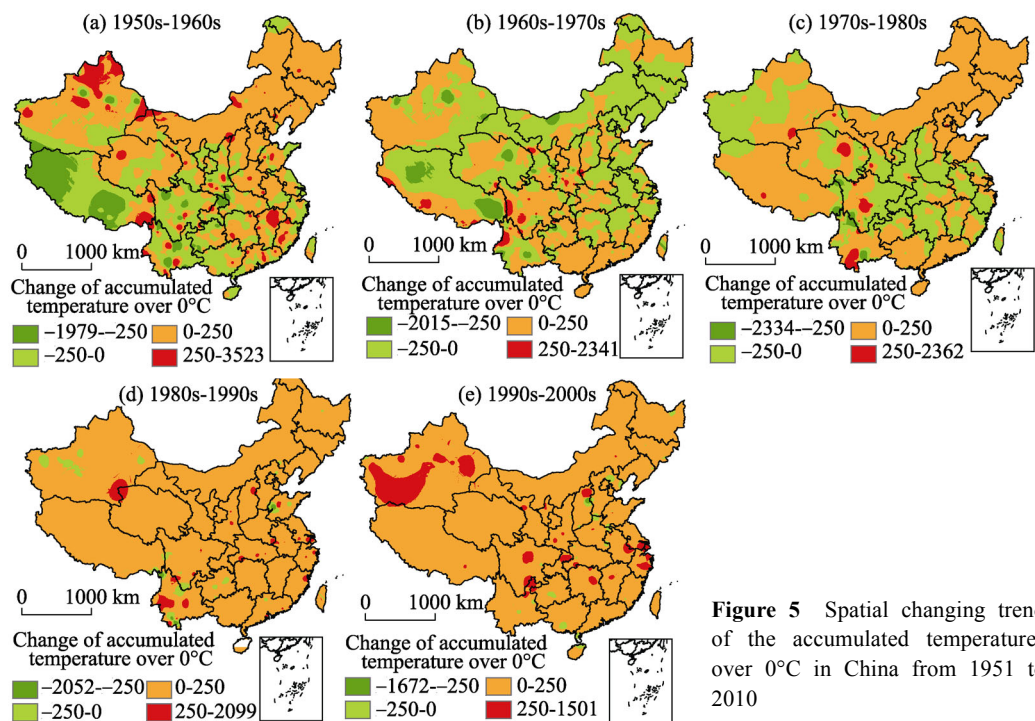 (a) 1950s-1960s
0 1000 km
Change of accumulated
temperature over 0°C
–1979-–250 0-250
–250-0 250-3523
(b) 1960s-1970s
0 1000 km
Change of accumulated
temperature over 0°C
–2015-–250 0-250
–250-0 250-2341
(c) 1970s-1980s
0 1000 km
Change of accumulated
temperature over 0°C
–2334-–250 0-250
–250-0 250-2362
(d) 1980s-1990s
0 1000 km
Change of accumulated
temperature over 0°C
–2052-–250 0-250
–250-0 250-2099
(e) 1990s-2000s
0 1000 km
Change of accumulated
temperature over 0°C
–1672-–250 0-250
–250-0 250-1501
Figure 5 Spatial changing tren
of the accumulated temperature
over 0°C in China from 1951 t
2010